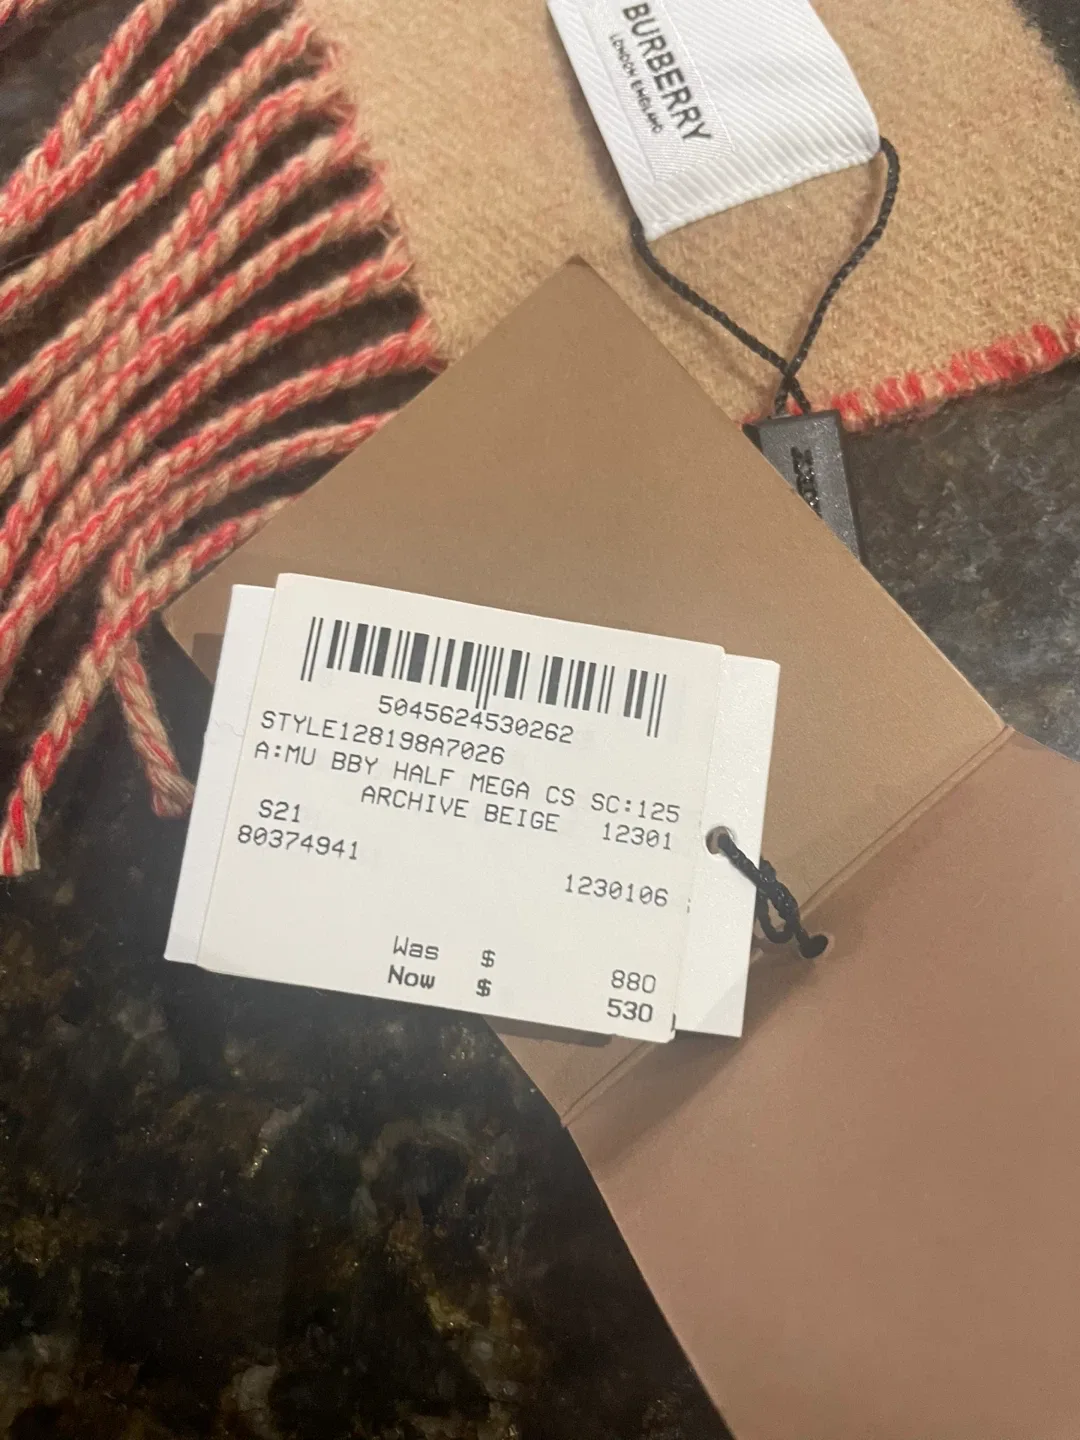 BURBERRY
LONDON ENGLAND
5045624530262
STYLE128198A7026
A:MU BBY HALF MEGA CS SC:125
ARCHIVE BEIGE 12301
S21
80374941
1230106
Was $ 880
Now $ 530